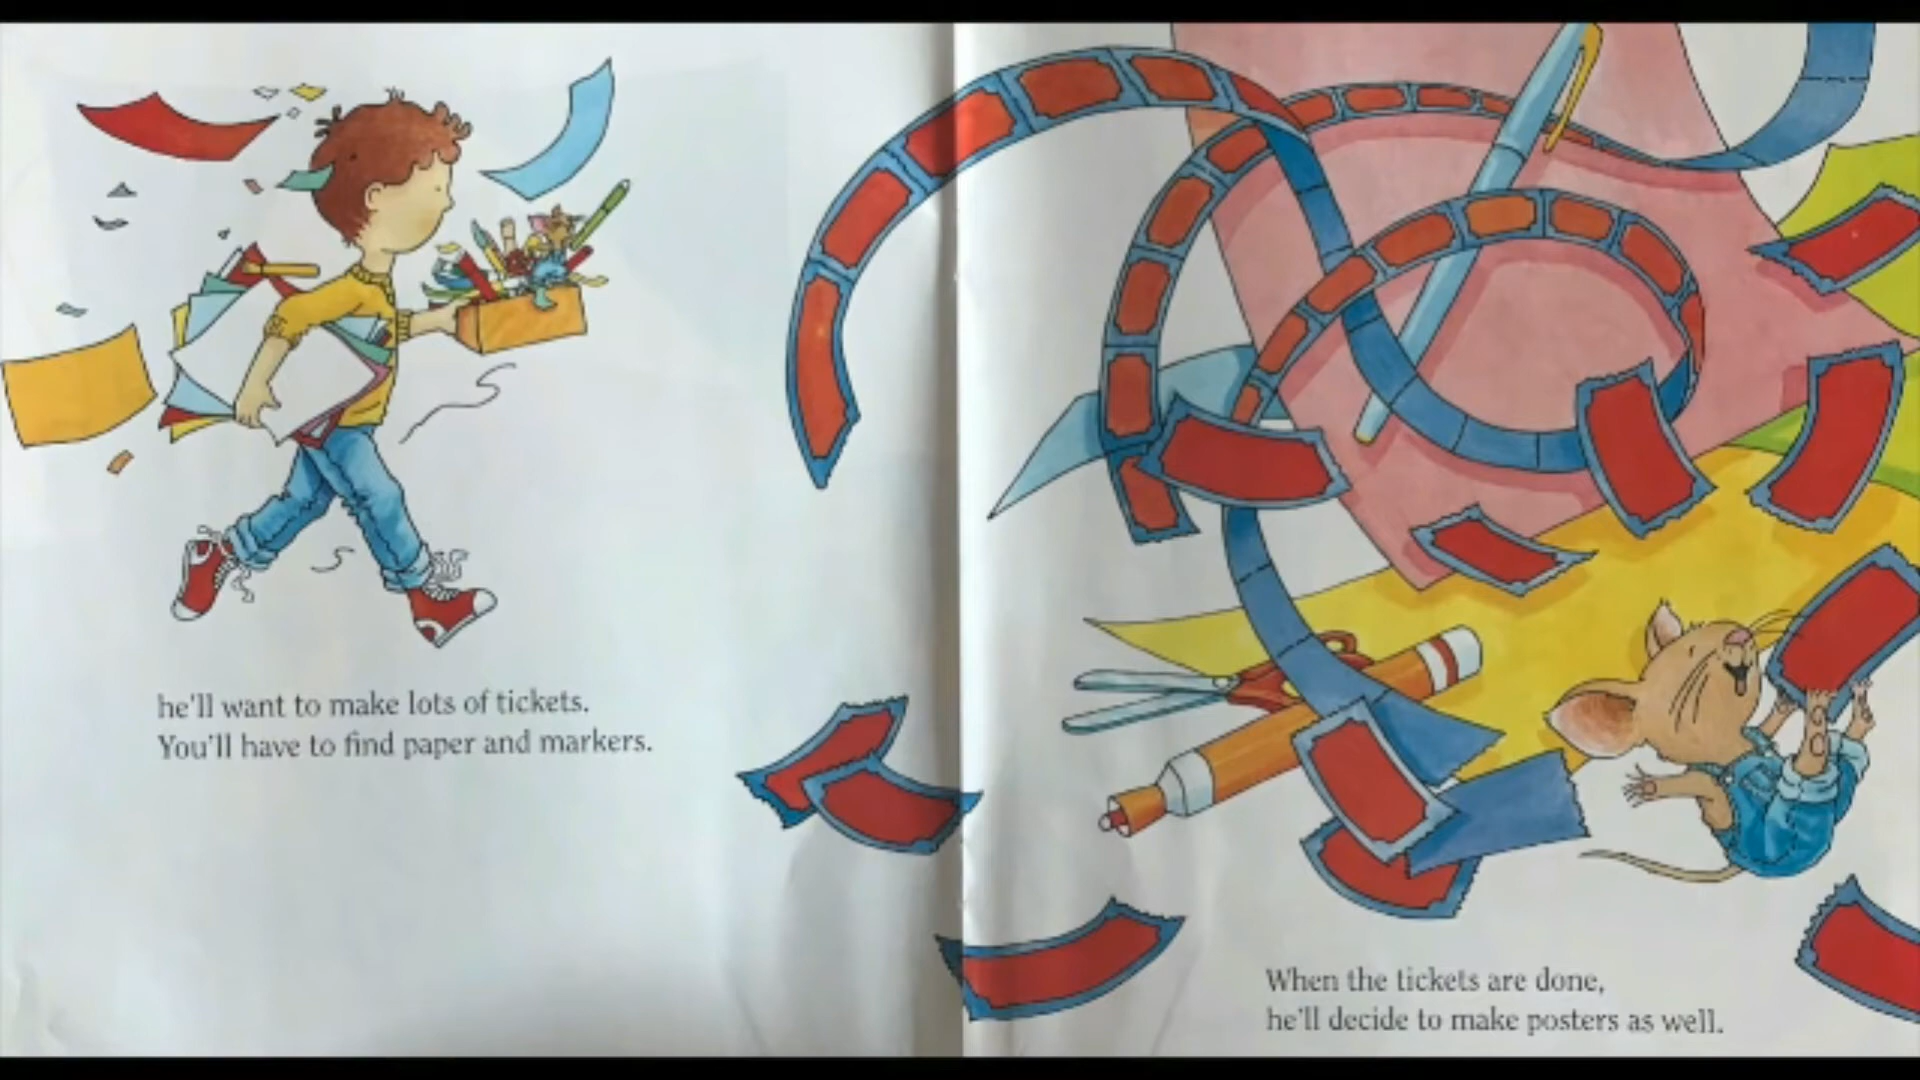 he'll want to make lots of tickets.
You'll have to find paper and markers.
When the tickets are done,
he'll decide to make posters as well.